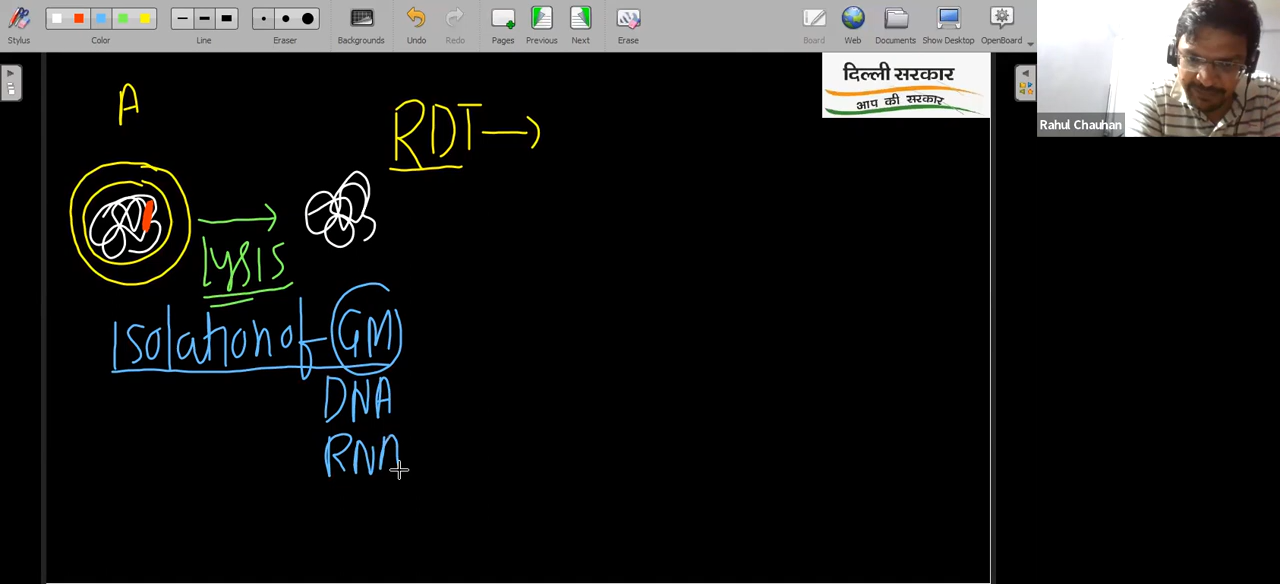 Stylus
Color
Line
Eraser
Backgrounds
Undo
Redo
Pages
Previous
Next
Erase
Board
Web
Documents
Show Desktop
OpenBoard
दिल्ली सरकार
आप की सरकार
Rahul Chauhan
A
RDT →
Lysis
Isolation of GM
DNA
RNA